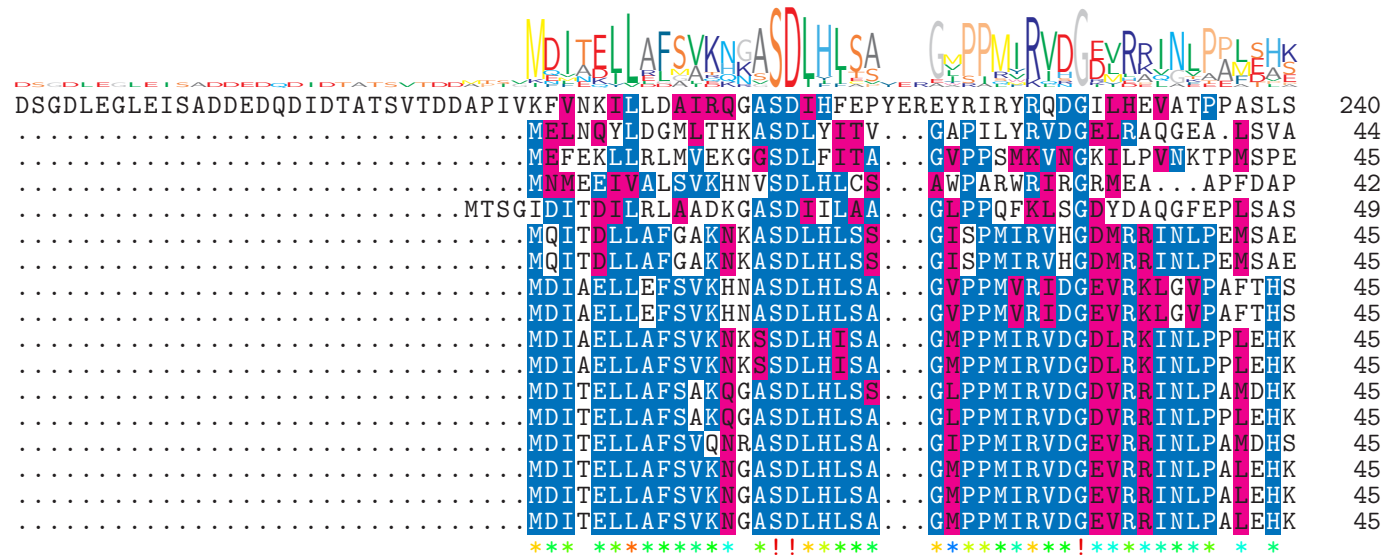 DSGDLEGLEISADDEDQDIDTATSVTDDAPIVKFVNKILLDAIRQGASDIHFEPYEREYRIRYRQDGILHEVATPPASLS 240
................................MELNQYLDGMLTHKASDLYITV...GAPILYRVDGELRAQGEA.LSVA 44
................................MEFEKLLRLMVEKGGSDLFITA...GVPPSMKVNGKILPVNKTPMSPE 45
................................MNMEEIVALSVKHNVSDLHLCS...AWPARWRIRGRMEA...APFDAP 42
............................MTSGIDITDILRLAADKGASDIILAA...GLPPQFKLSGDYDAQGFEPLSAS 49
................................MQITDLLAFGAKNKASDLHLSS...GISPMIRVHGDMRRINLPEMSAE 45
................................MQITDLLAFGAKNKASDLHLSS...GISPMIRVHGDMRRINLPEMSAE 45
................................MDIAELLEFSVKHNASDLHLSA...GVPPMVRIDGEVRKLGVPAFTHS 45
................................MDIAELLEFSVKHNASDLHLSA...GVPPMVRIDGEVRKLGVPAFTHS 45
................................MDIAELLAFSVKNKSSDLHISA...GMPPMIRVDGDLRKINLPPLEHK 45
................................MDIAELLAFSVKNKSSDLHISA...GMPPMIRVDGDLRKINLPPLEHK 45
................................MDITELLAFSAKQGASDLHLSS...GLPPMIRVDGDVRRINLPAMDHK 45
................................MDITELLAFSAKQGASDLHLSA...GLPPMIRVDGDVRRINLPPLEHK 45
................................MDITELLAFSVQNRASDLHLSA...GIPPMIRVDGEVRRINLPAMDHS 45
................................MDITELLAFSVKNGASDLHLSA...GMPPMIRVDGEVRRINLPALEHK 45
................................MDITELLAFSVKNGASDLHLSA...GMPPMIRVDGEVRRINLPALEHK 45
................................MDITELLAFSVKNGASDLHLSA...GMPPMIRVDGEVRRINLPALEHK 45
*** ********* *!!*****   *********!******** * *